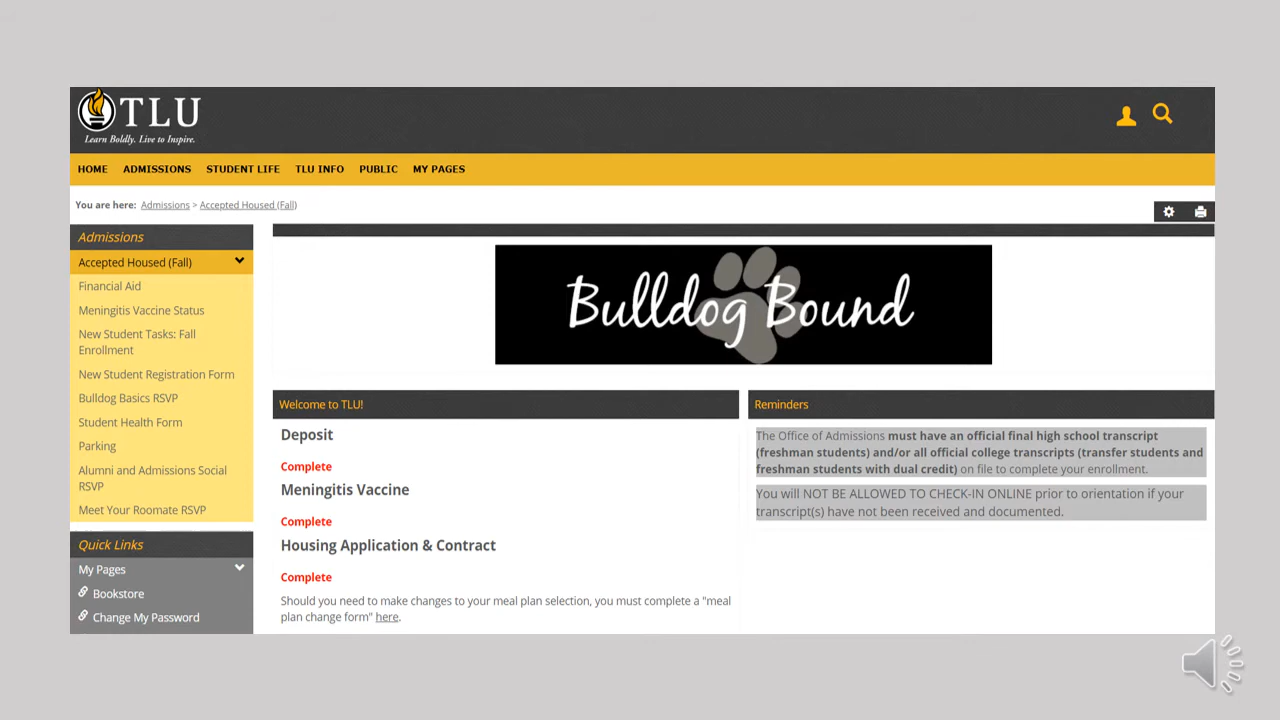 TLU
Learn Boldly. Live to Inspire.
HOME ADMISSIONS STUDENT LIFE TLU INFO PUBLIC MY PAGES
You are here: Admissions > Accepted Housed (Fall)
Admissions
Accepted Housed (Fall)
Financial Aid
Meningitis Vaccine Status
New Student Tasks: Fall
Enrollment
New Student Registration Form
Bulldog Basics RSVP
Student Health Form
Parking
Alumni and Admissions Social
RSVP
Meet Your Roomate RSVP
Quick Links
My Pages
Bookstore
Change My Password
Bulldog Bound
Welcome to TLU!
Deposit
Complete
Meningitis Vaccine
Complete
Housing Application & Contract
Complete
Should you need to make changes to your meal plan selection, you must complete a "meal
plan change form" here.
Reminders
The Office of Admissions must have an official final high school transcript
(freshman students) and/or all official college transcripts (transfer students and
freshman students with dual credit) on file to complete your enrollment.
You will NOT BE ALLOWED TO CHECK-IN ONLINE prior to orientation if your
transcript(s) have not been received and documented.